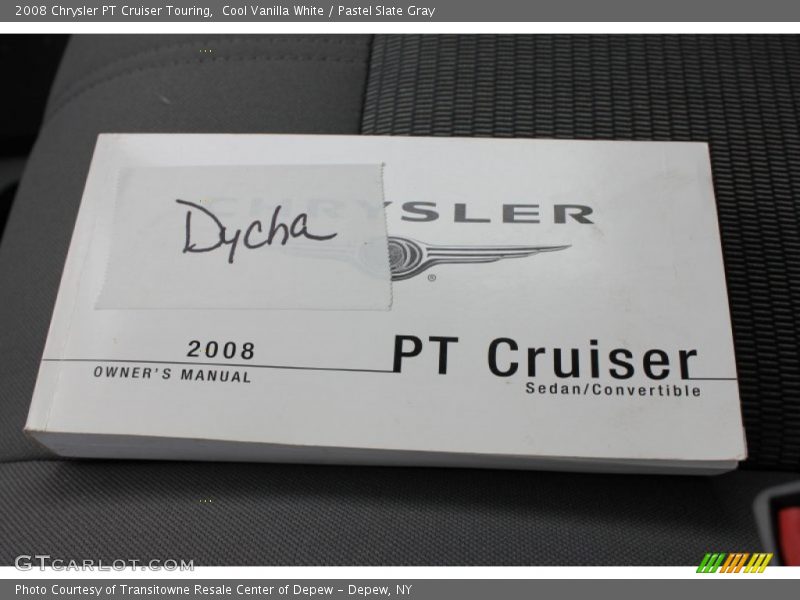 2008 Chrysler PT Cruiser Touring, Cool Vanilla White / Pastel Slate Gray
CHRYSLER
Dycha
®
2008
OWNER'S MANUAL
PT Cruiser
Sedan/Convertible
GTCARLOT.COM
Photo Courtesy of Transitowne Resale Center of Depew – Depew, NY